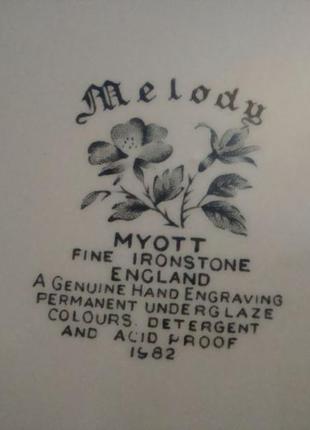 Melody
MYOTT
FINE IRONSTONE
ENGLAND
A GENUINE HAND ENGRAVING
PERMANENT UNDERGLAZE
COLOURS. DETERGENT
AND ACID PROOF
1982